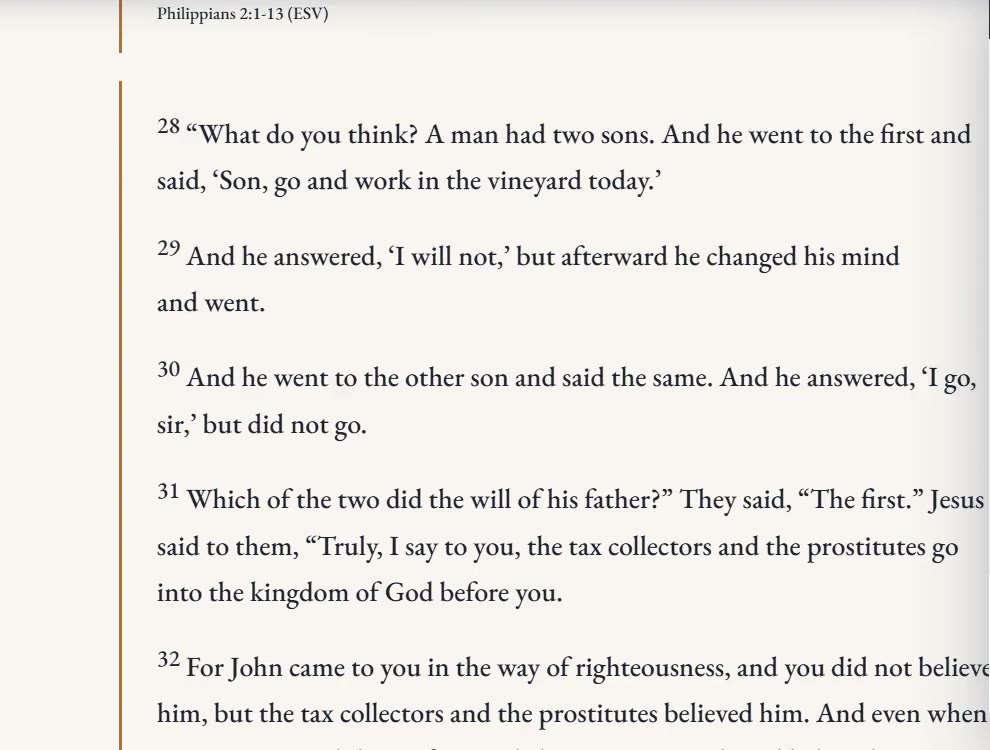 Philippians 2:1-13 (ESV)
28 “What do you think? A man had two sons. And he went to the first and
said, ‘Son, go and work in the vineyard today.’
29 And he answered, ‘I will not,’ but afterward he changed his mind
and went.
30 And he went to the other son and said the same. And he answered, ‘I go,
sir,’ but did not go.
31 Which of the two did the will of his father?” They said, “The first.” Jesus
said to them, “Truly, I say to you, the tax collectors and the prostitutes go
into the kingdom of God before you.
32 For John came to you in the way of righteousness, and you did not believe
him, but the tax collectors and the prostitutes believed him. And even when